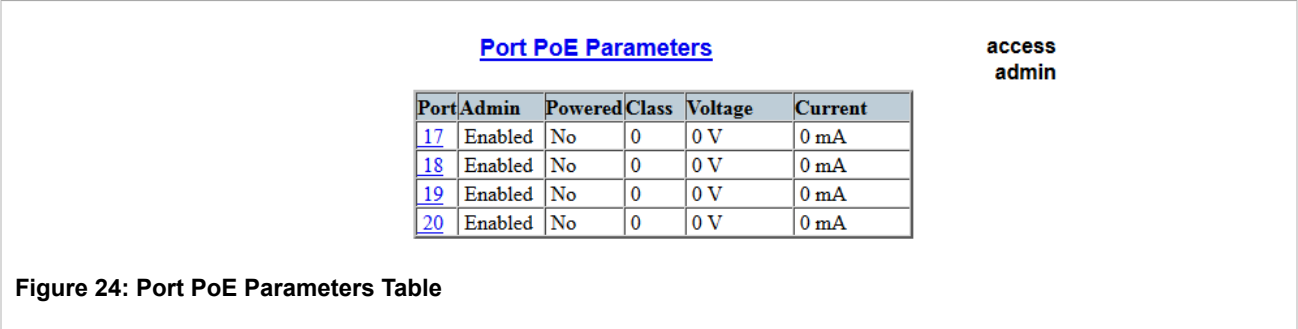 Port PoE Parameters
access
admin
Port Admin Powered Class Voltage Current
17 Enabled No 0 0 V 0 mA
18 Enabled No 0 0 V 0 mA
19 Enabled No 0 0 V 0 mA
20 Enabled No 0 0 V 0 mA
Figure 24: Port PoE Parameters Table